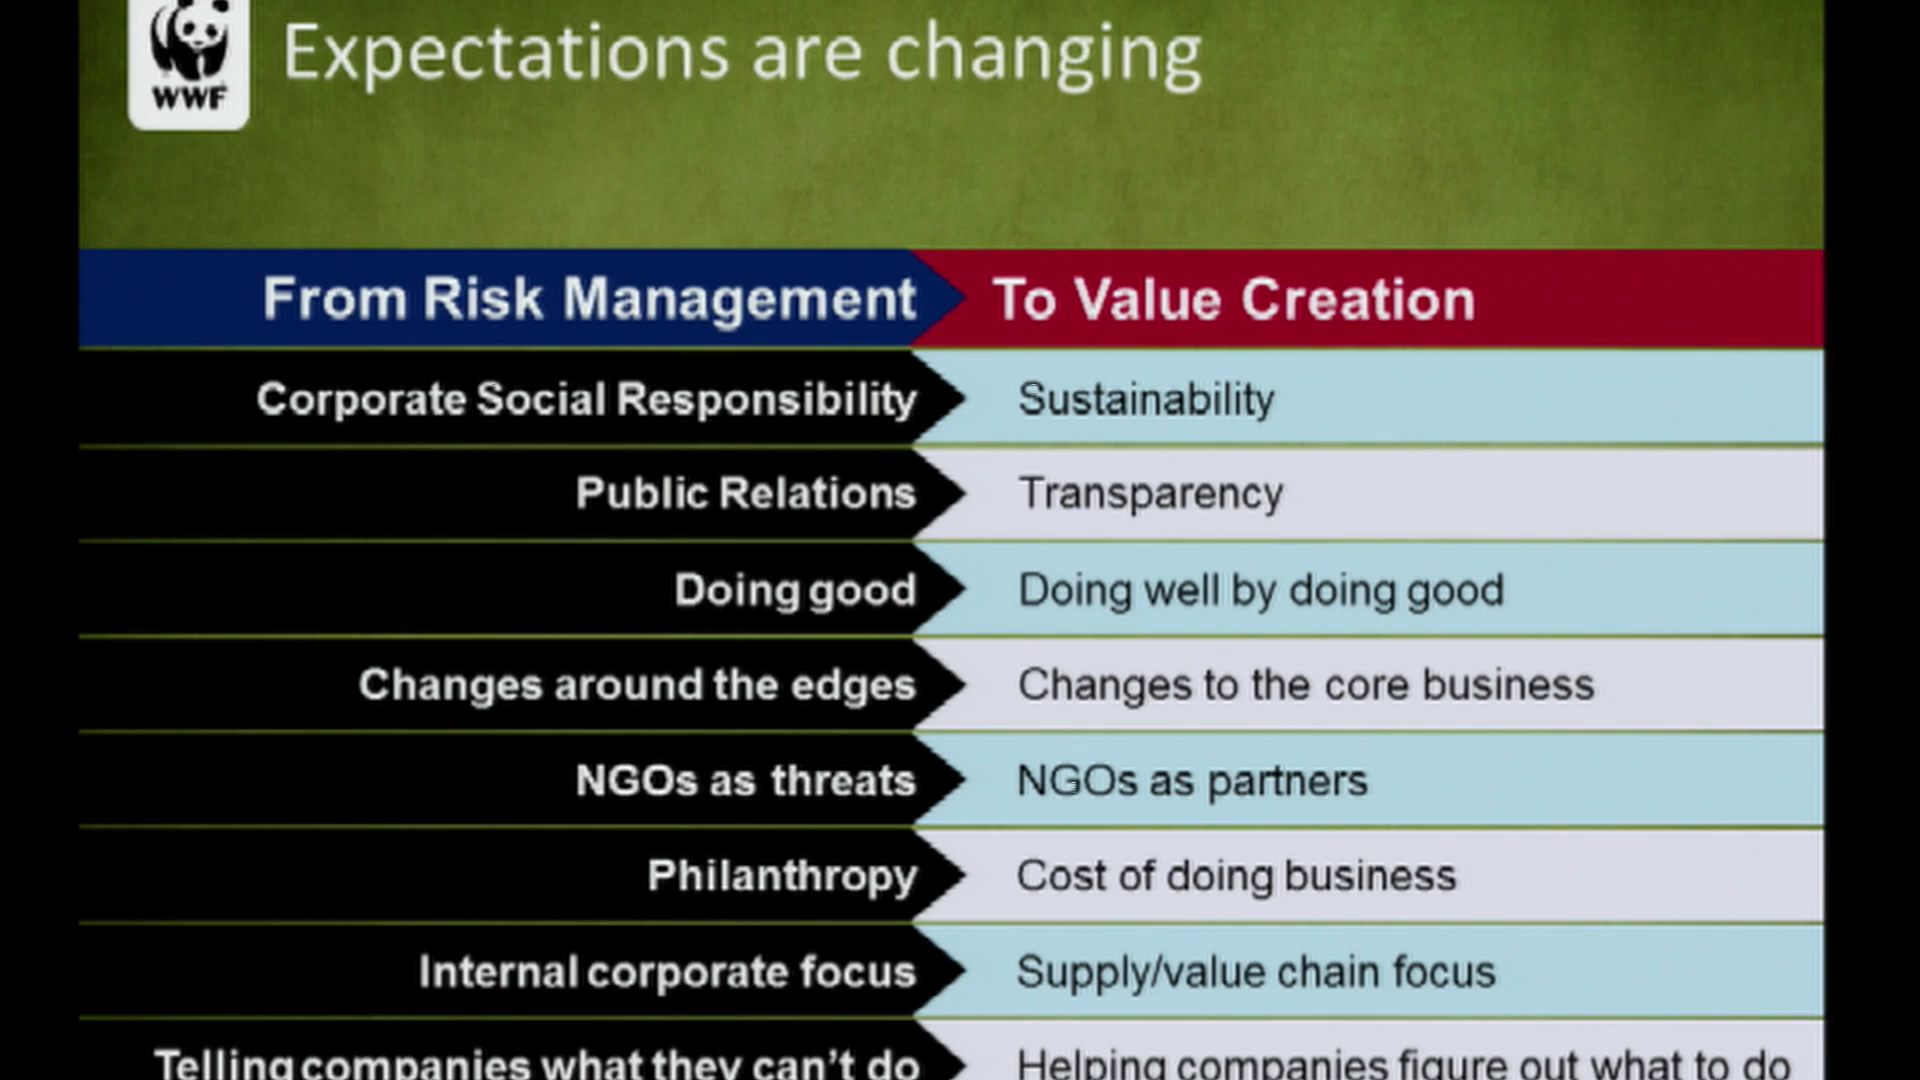 WWF
Expectations are changing
From Risk Management To Value Creation
Corporate Social Responsibility Sustainability
Public Relations Transparency
Doing good Doing well by doing good
Changes around the edges Changes to the core business
NGOs as threats NGOs as partners
Philanthropy Cost of doing business
Internal corporate focus Supply/value chain focus
Telling companies what they can't do Helping companies figure out what to do